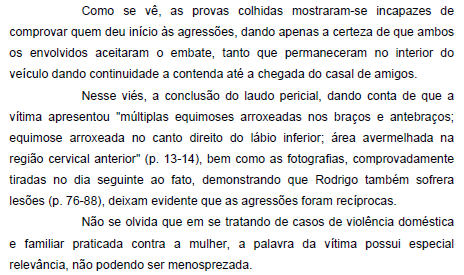 Como se vê, as provas colhidas mostraram-se incapazes de
comprovar quem deu início às agressões, dando apenas a certeza de que ambos
os envolvidos aceitaram o embate, tanto que permaneceram no interior do
veículo dando continuidade a contenda até a chegada do casal de amigos.
Nesse viés, a conclusão do laudo pericial, dando conta de que a
vítima apresentou "múltiplas equimoses arroxeadas nos braços e antebraços;
equimose arroxeada no canto direito do lábio inferior; área avermelhada na
região cervical anterior" (p. 13-14), bem como as fotografias, comprovadamente
tiradas no dia seguinte ao fato, demonstrando que Rodrigo também sofrera
lesões (p. 76-88), deixam evidente que as agressões foram recíprocas.
Não se olvida que em se tratando de casos de violência doméstica
e familiar praticada contra a mulher, a palavra da vítima possui especial
relevância, não podendo ser menosprezada.